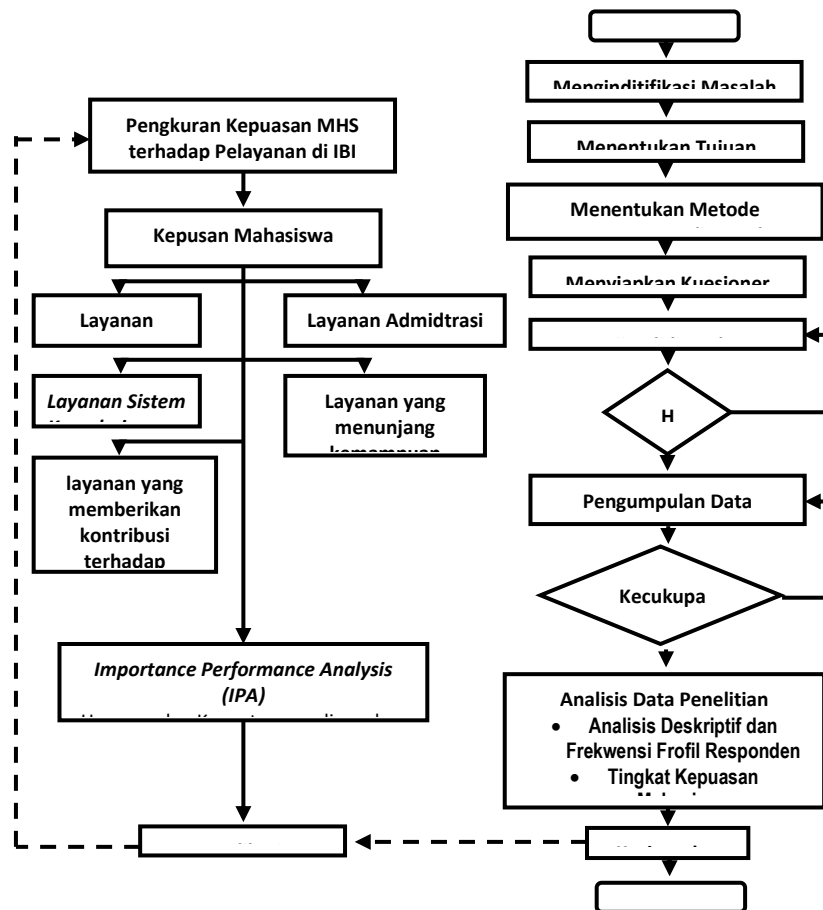 Pengkuran Kepuasan MHS
terhadap Pelayanan di IBI
Kepusan Mahasiswa
Layanan
Layanan Admidtrasi
Layanan Sistem
Layanan yang
menunjang
kemampuan
layanan yang
memberikan
kontribusi
terhadap
Importance Performance Analysis
(IPA)
Menginditifikasi Masalah
Menentukan Tujuan
Menentukan Metode
Menyiapkan Kuesioner
H
Pengumpulan Data
Kecukupa
Analisis Data Penelitian
• Analisis Deskriptif dan
Frekwensi Frofil Responden
• Tingkat Kepuasan